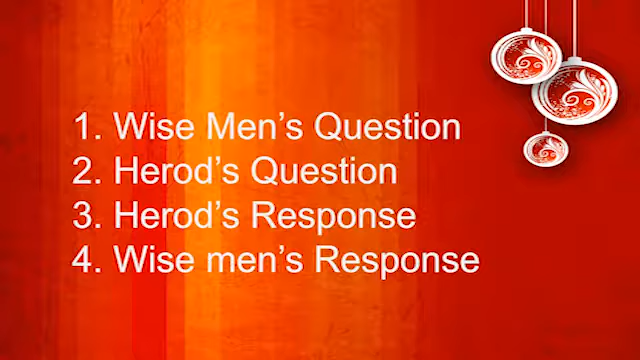 1. Wise Men’s Question
2. Herod’s Question
3. Herod’s Response
4. Wise men’s Response